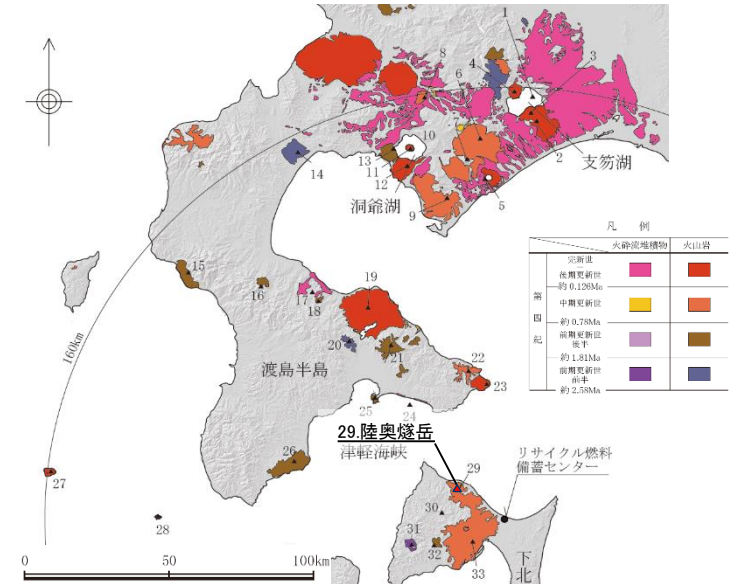 1
8
6
4
3
10
13
11
12
14
2
支笏湖
洞爺湖
9
5
15
16
17
18
19
20
21
22
23
24
25
26
27
28
160km
渡島半島
津軽海峡
29.陸奥燧岳
29
30
31
32
33
リサイクル燃料
備蓄センター
下
北
凡 例
火砕流堆積物 火山岩
第四紀
完新世
後期更新世
約 0.126Ma
中期更新世
約 0.78Ma
前期更新世
後半
約 1.81Ma
前期更新世
前半
約 2.58Ma
0 50 100km